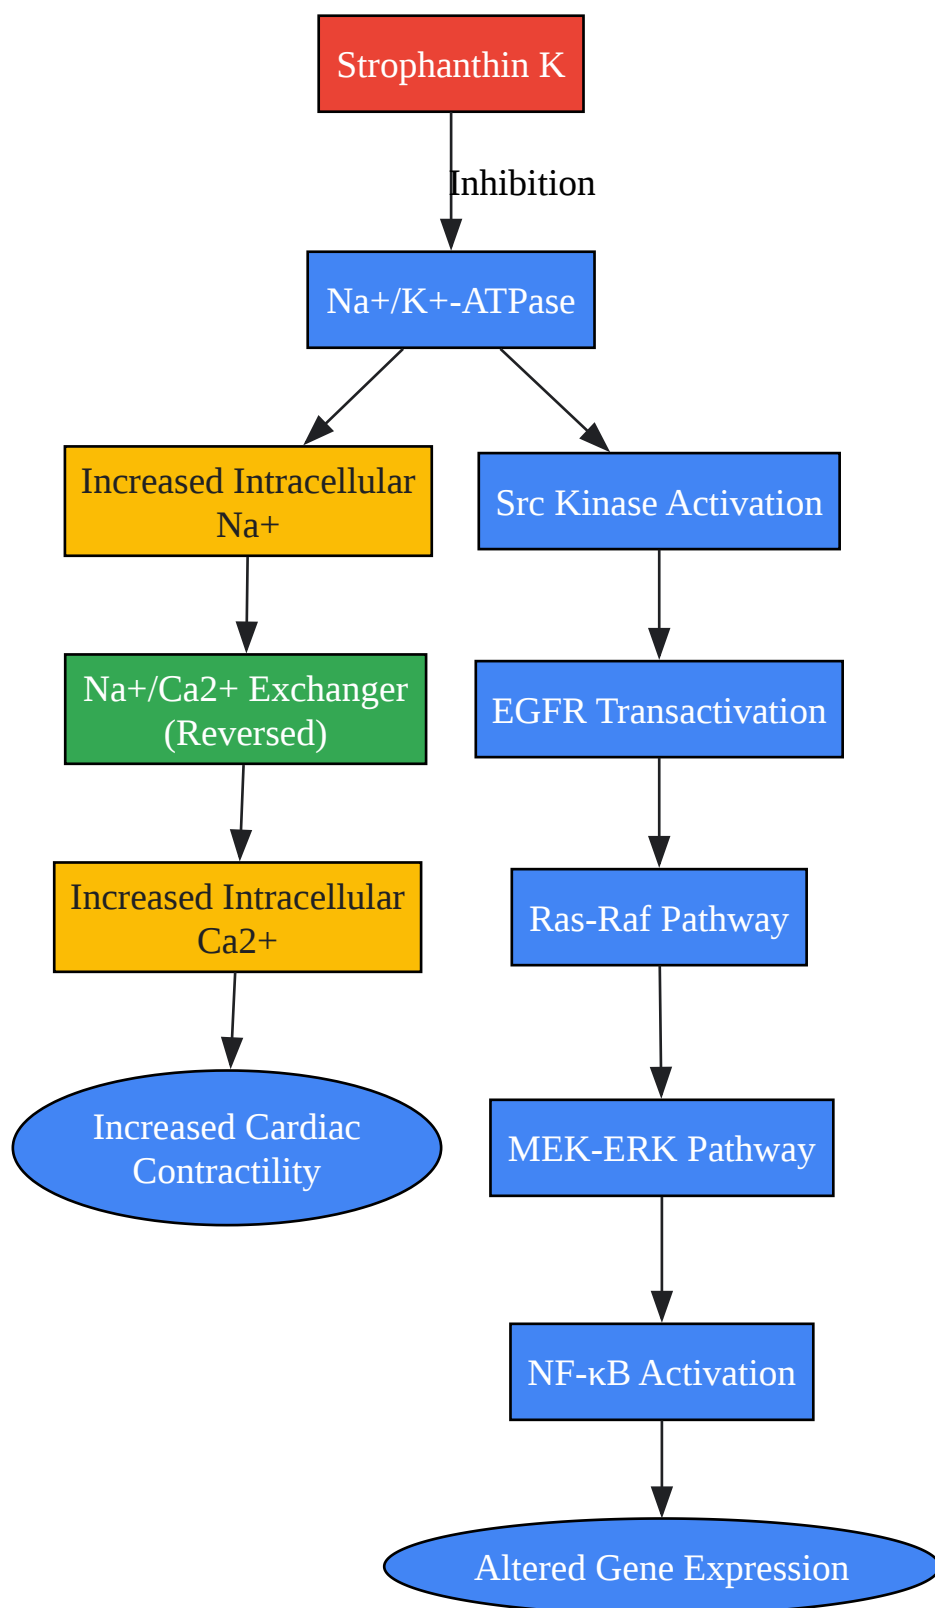 Strophanthin K
Inhibition
Na+/K+-ATPase
Increased Intracellular
Na+
Src Kinase Activation
Na+/Ca2+ Exchanger
(Reversed)
EGFR Transactivation
Increased Intracellular
Ca2+
Ras-Raf Pathway
Increased Cardiac
Contractility
MEK-ERK Pathway
NF-κB Activation
Altered Gene Expression